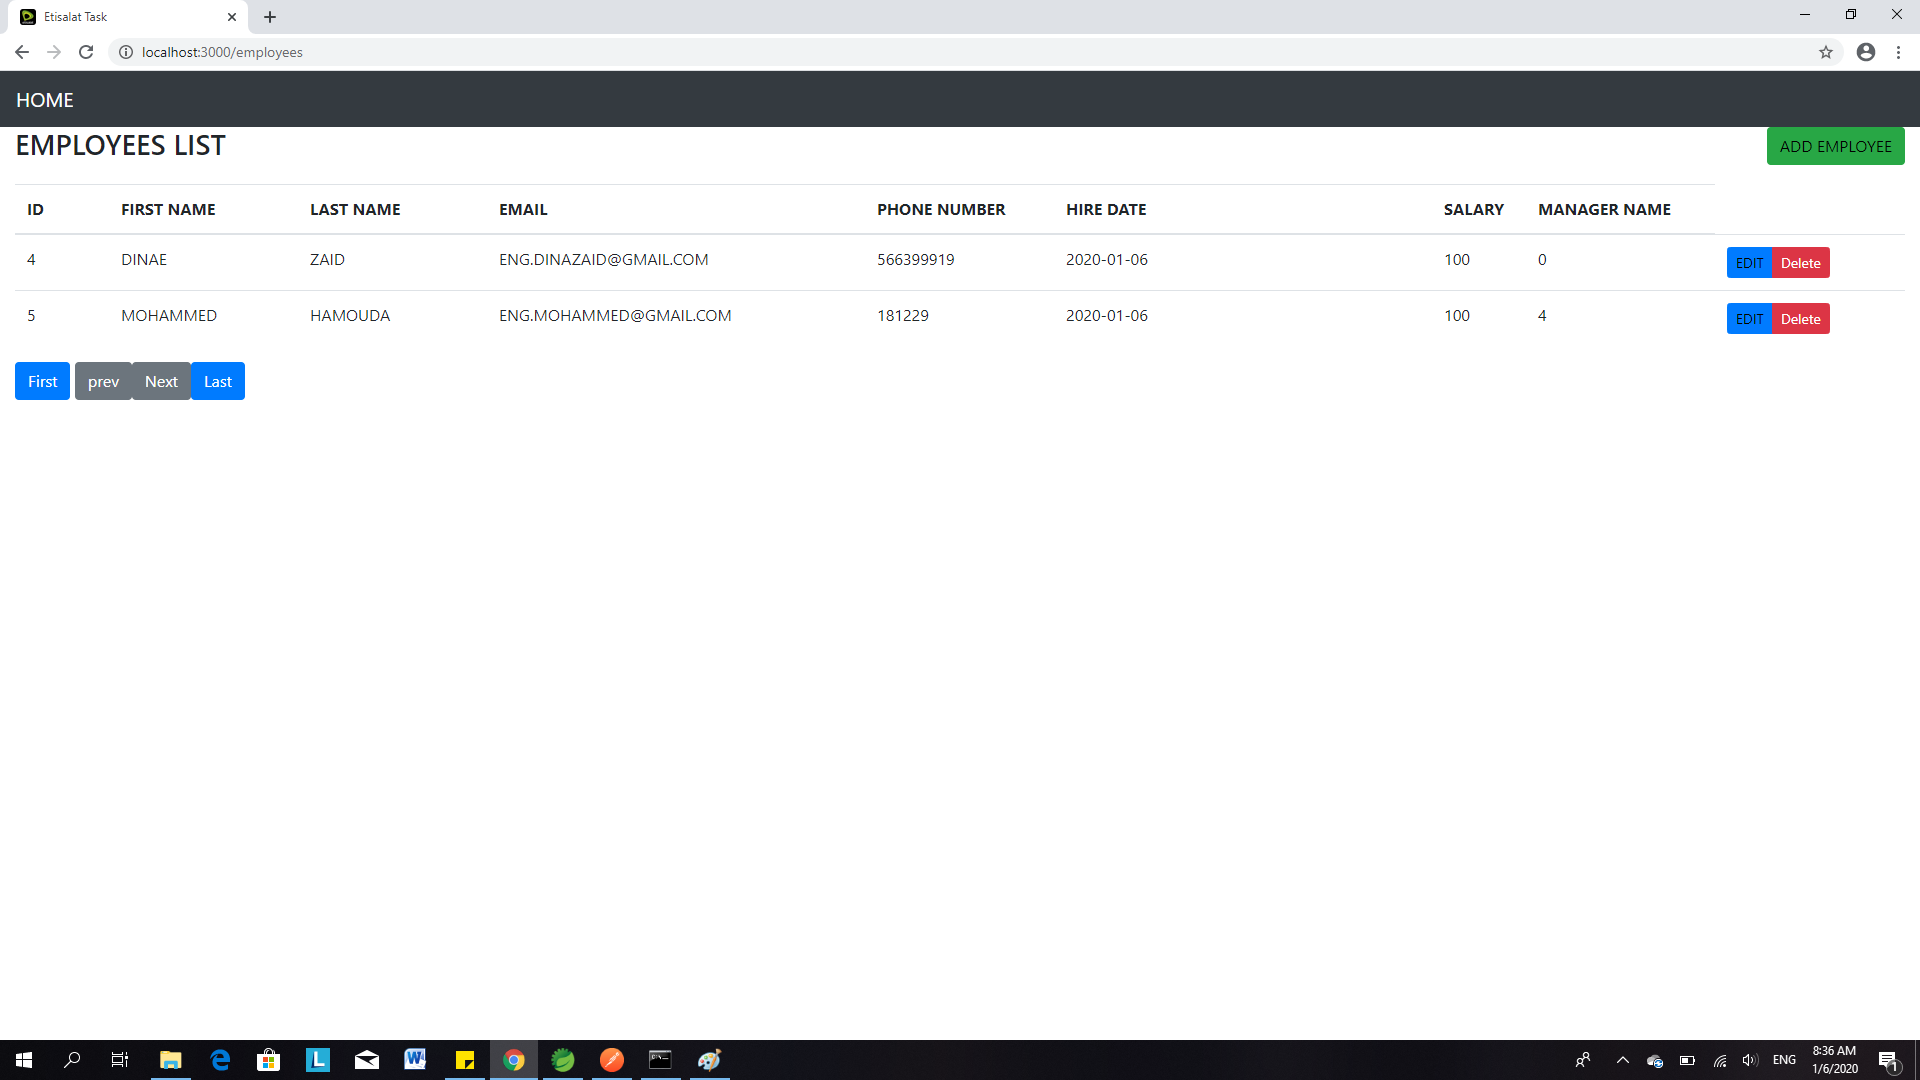 Etisalat Task
localhost:3000/employees
HOME
EMPLOYEES LIST
ADD EMPLOYEE
ID FIRST NAME LAST NAME EMAIL PHONE NUMBER HIRE DATE SALARY MANAGER NAME
4 DINAE ZAID ENG.DINAZAID@GMAIL.COM 566399919 2020-01-06 100 0 EDIT Delete
5 MOHAMMED HAMOUDA ENG.MOHAMMED@GMAIL.COM 181229 2020-01-06 100 4 EDIT Delete
First prev Next Last
L W ENG 8:36 AM
1/6/2020 1